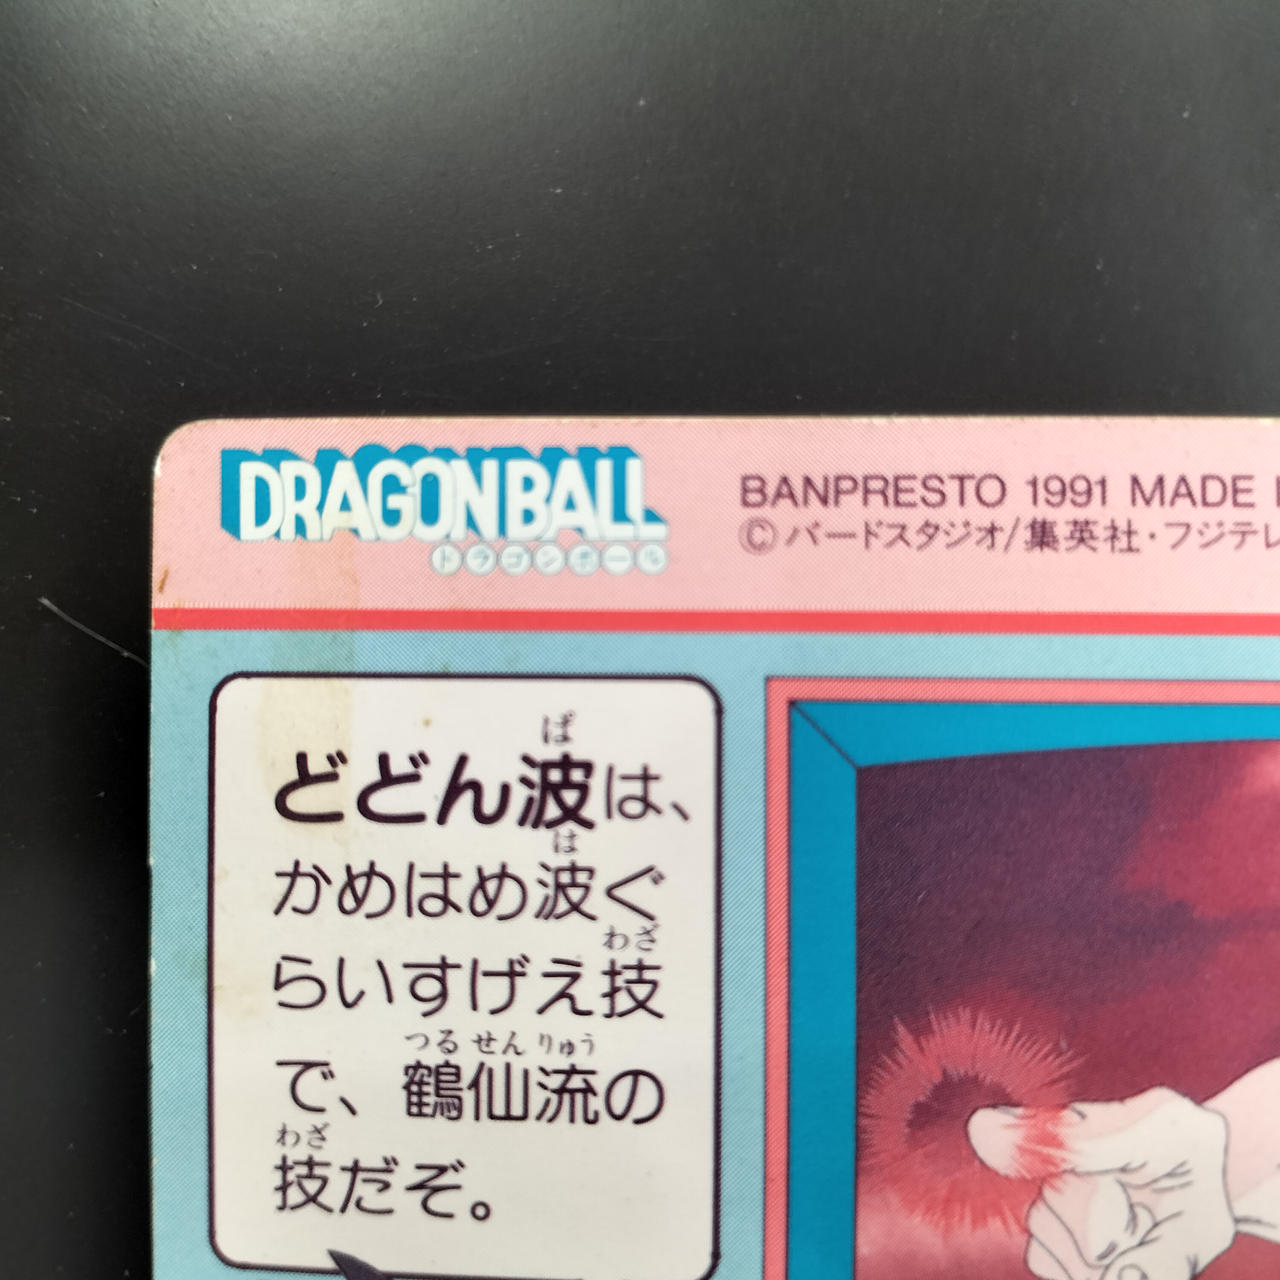 DRAGONBALL
ドラゴンボール
BANPRESTO 1991 MADE
©バードスタジオ/集英社・フジテレ
ぱ
どどん波は、
は
かめはめ波ぐ
わざ
らいすげえ技
つるせんりゅう
で、鶴仙流の
わざ
技だぞ。